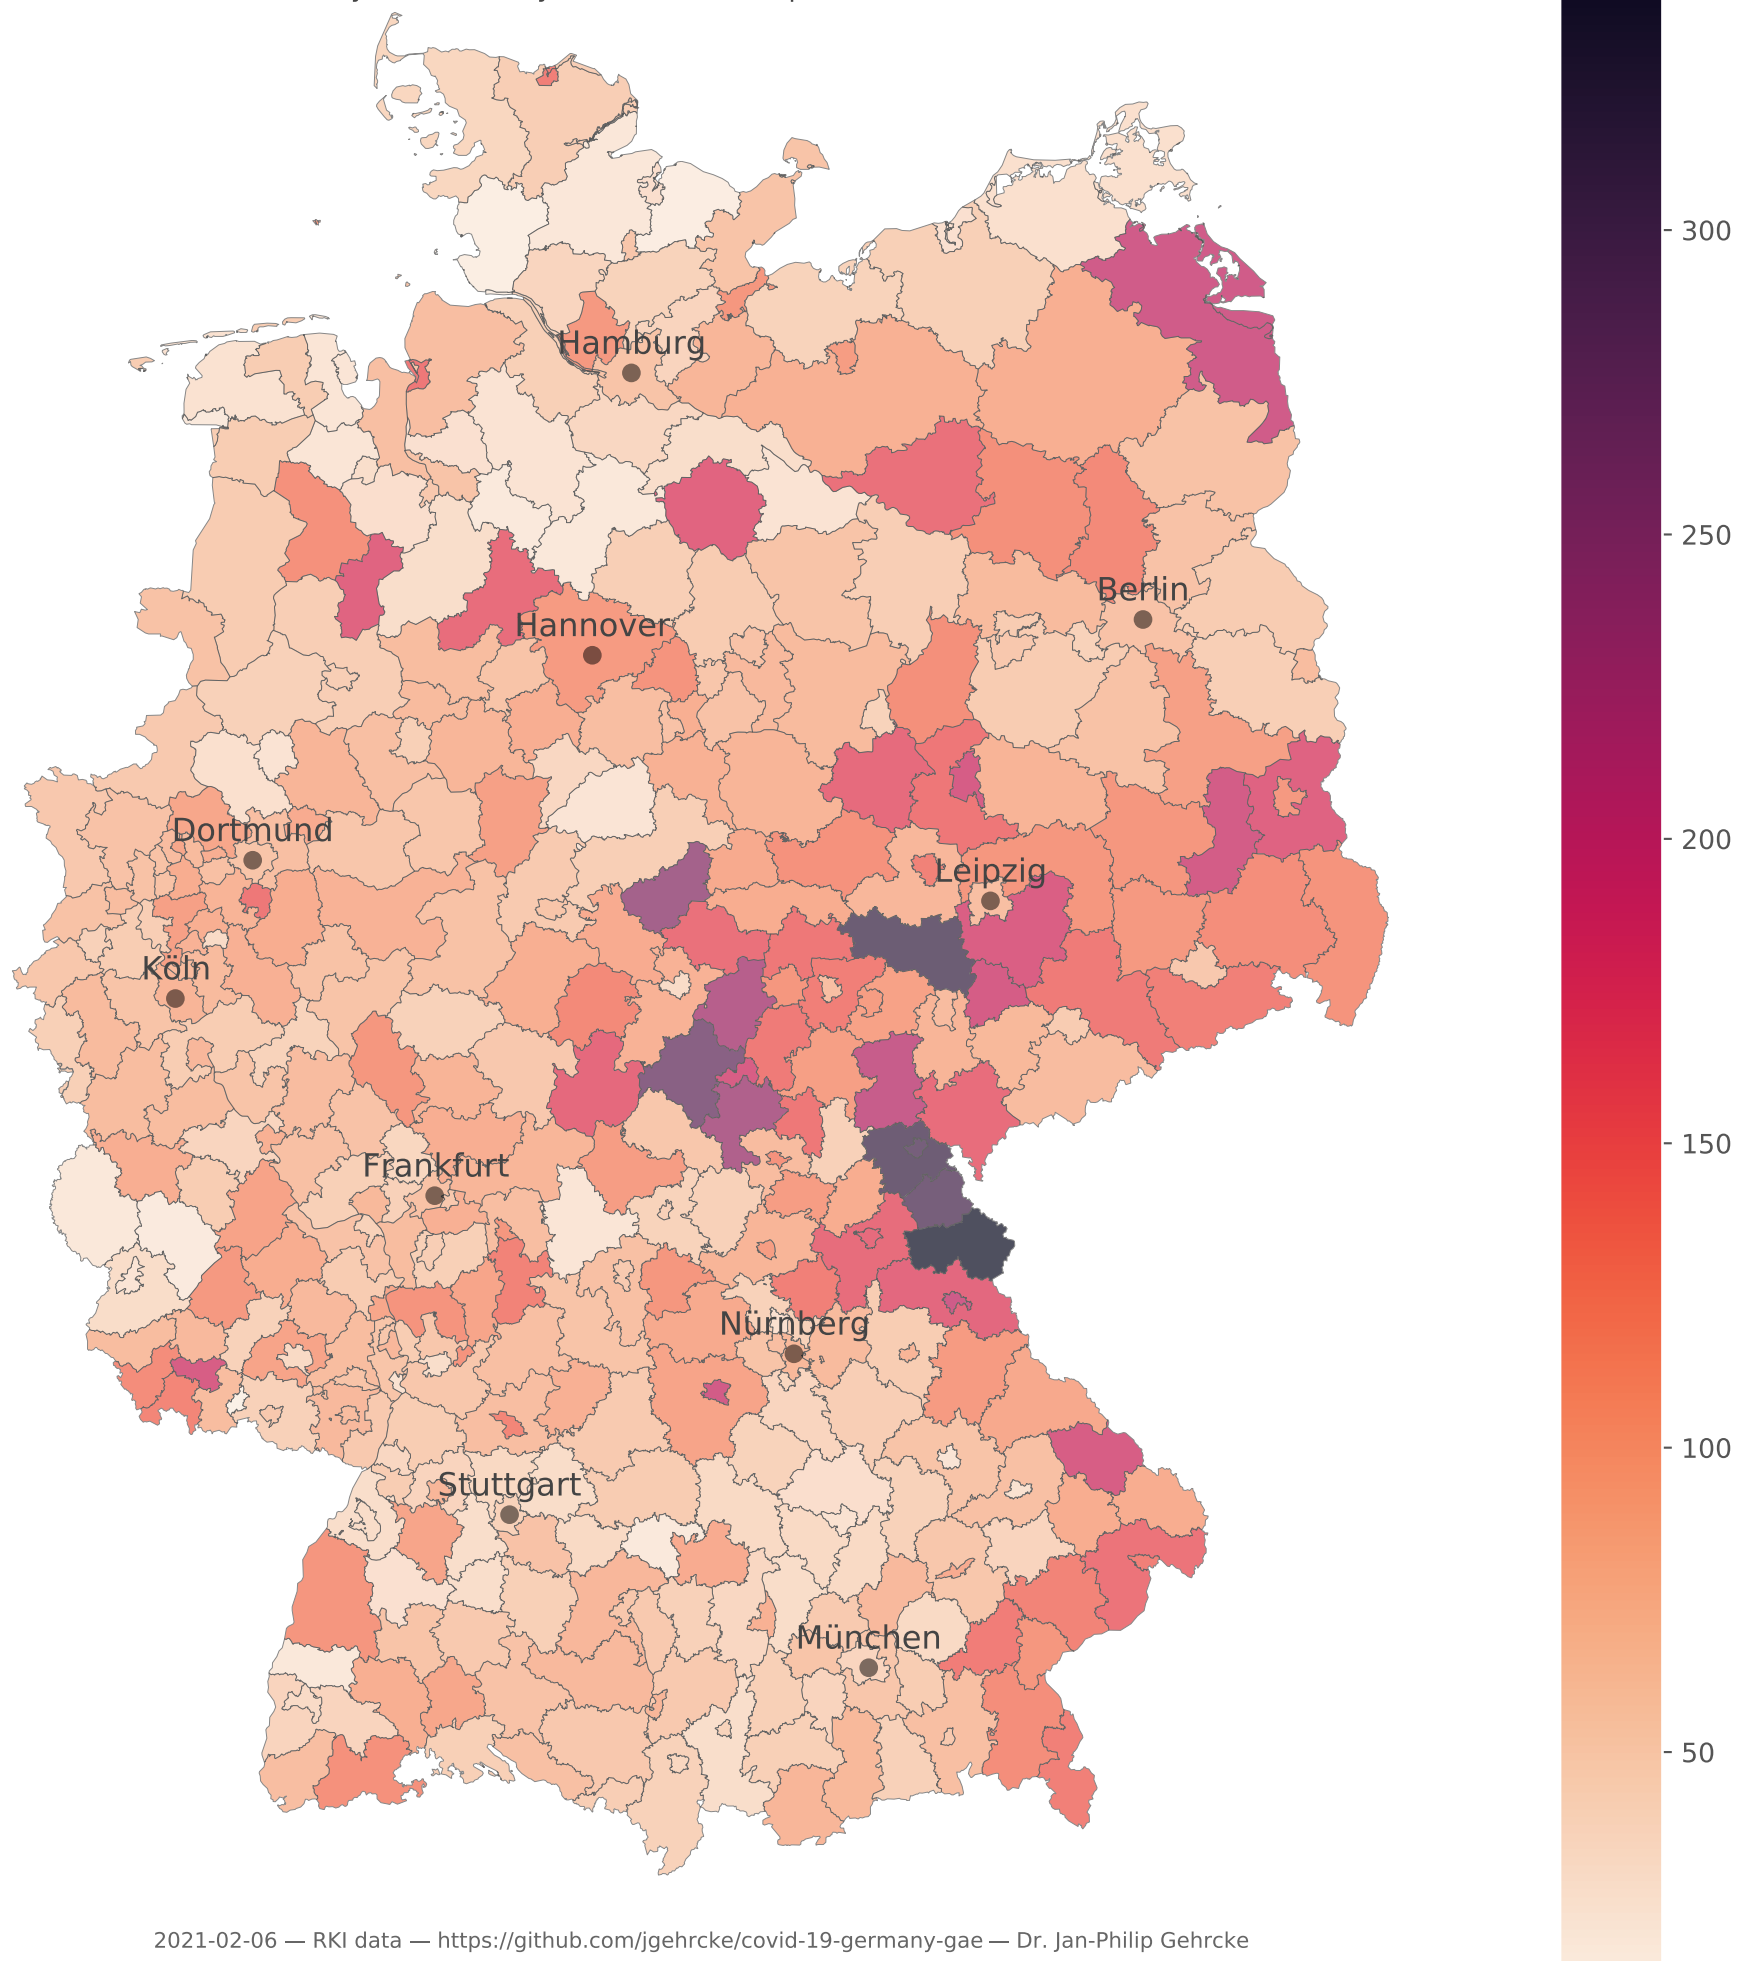 300
Hamburg
250
Berlin
Hannover
200
Dortmund
Leipzig
Köln
150
Frankfurt
Nürnberg
100
Stuttgart
München
50
2021-02-06 — RKI data — https://github.com/jgehrcke/covid-19-germany-gae — Dr. Jan-Philip Gehrcke